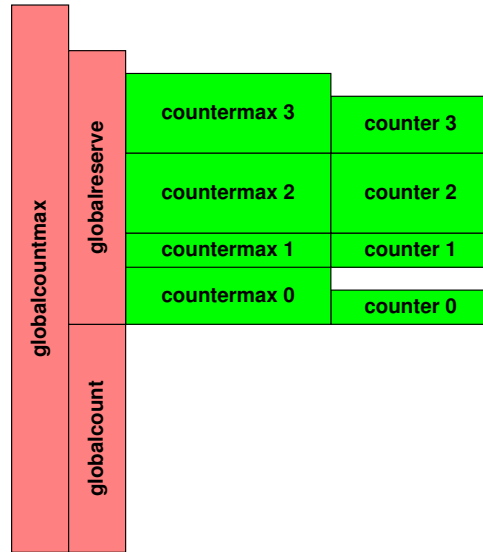 globalcountmax
globalreserve
globalcount
countermax 3
counter 3
countermax 2
counter 2
countermax 1
counter 1
countermax 0
counter 0